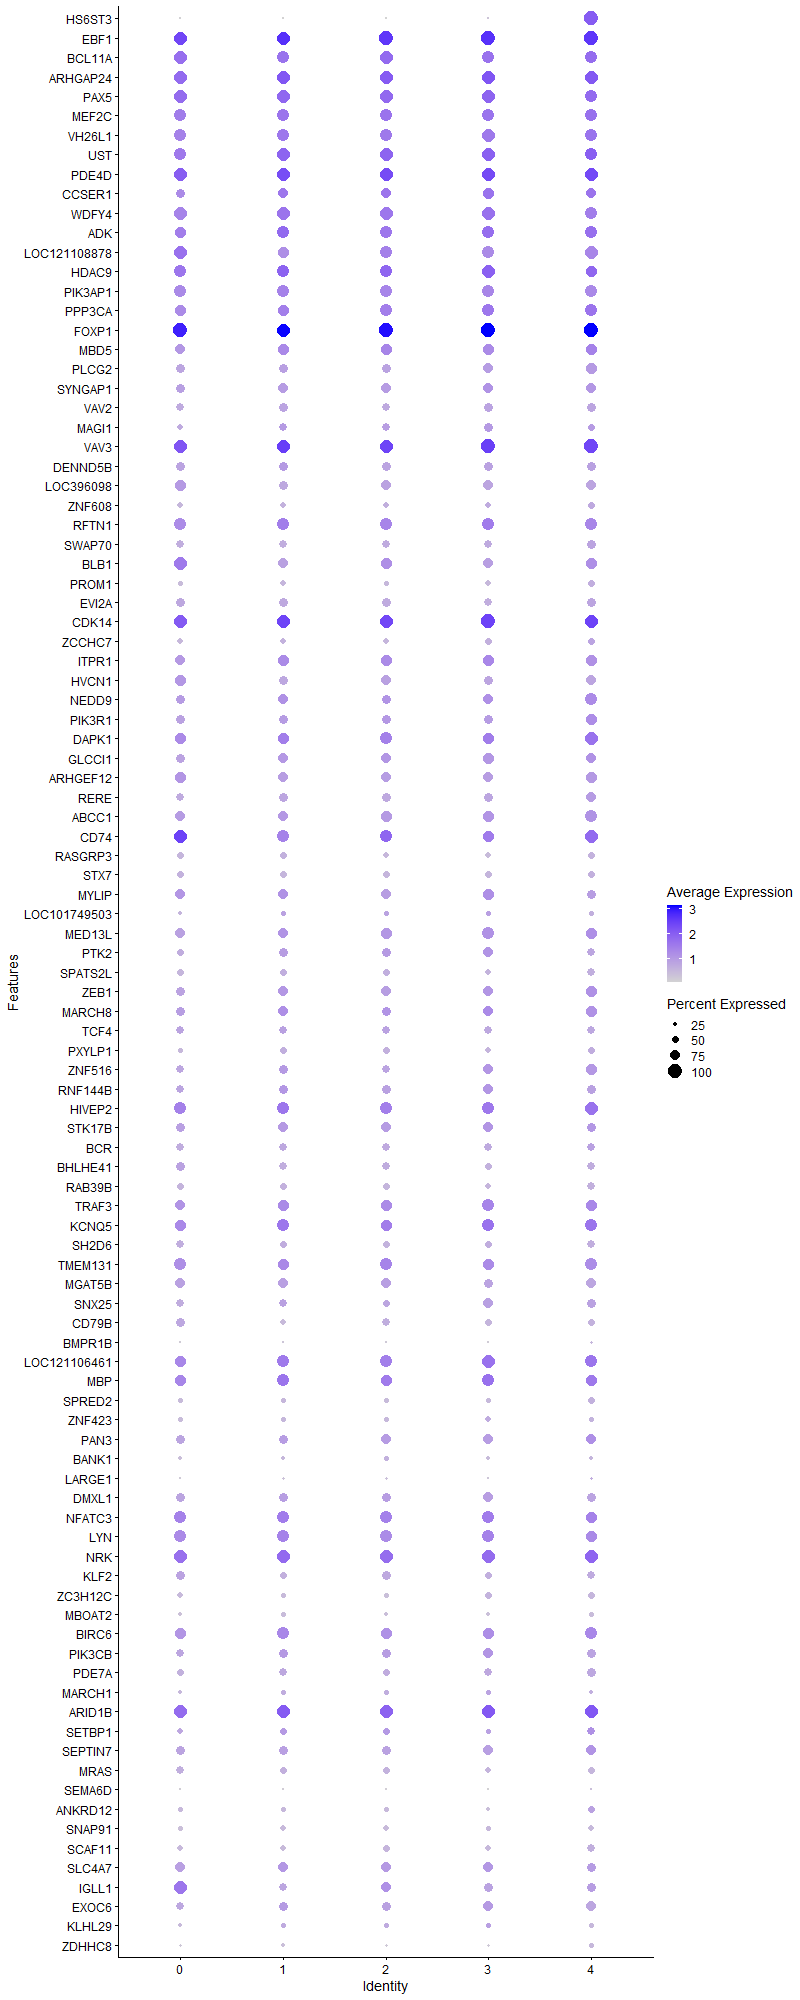 HS6ST3
EBF1
BCL11A
ARHGAP24
PAX5
MEF2C
VH26L1
UST
PDE4D
CCSER1
WDFY4
ADK
LOC121108878
HDAC9
PIK3AP1
PPP3CA
FOXP1
MBD5
PLCG2
SYNGAP1
VAV2
MAGI1
VAV3
DENND5B
LOC396098
ZNF608
RFTN1
SWAP70
BLB1
PROM1
EVI2A
CDK14
ZCCHC7
ITPR1
HVCN1
NEDD9
PIK3R1
DAPK1
GLCCI1
ARHGEF12
RERE
ABCC1
CD74
RASGRP3
STX7
MYLIP
LOC101749503
MED13L
PTK2
SPATS2L
ZEB1
MARCH8
TCF4
PXYLP1
ZNF516
RNF144B
HIVEP2
STK17B
BCR
BHLHE41
RAB39B
TRAF3
KCNQ5
SH2D6
TMEM131
MGAT5B
SNX25
CD79B
BMPR1B
LOC121106461
MBP
SPRED2
ZNF423
PAN3
BANK1
LARGE1
DMXL1
NFATC3
LYN
NRK
KLF2
ZC3H12C
MBOAT2
BIRC6
PIK3CB
PDE7A
MARCH1
ARID1B
SETBP1
SEPTIN7
MRAS
SEMA6D
ANKRD12
SNAP91
SCAF11
SLC4A7
IGLL1
EXOC6
KLHL29
ZDHHC8
Features
0 1 2 3 4
Identity
Average Expression
3
2
1
Percent Expressed
25
50
75
100